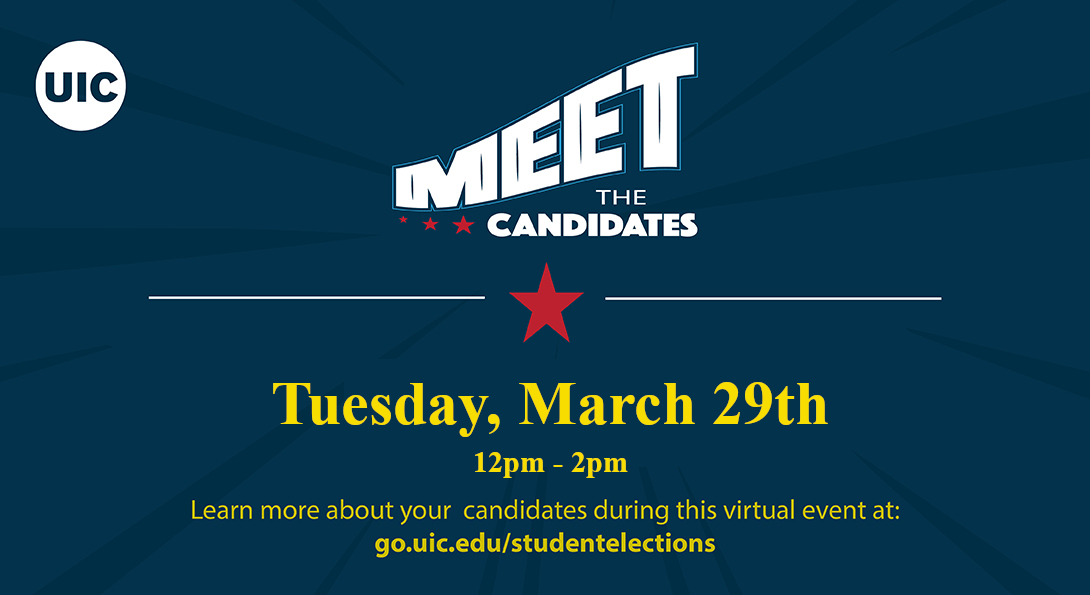 UIC
MEET
THE
CANDIDATES
Tuesday, March 29th
12pm - 2pm
Learn more about your candidates during this virtual event at:
go.uic.edu/studentelections